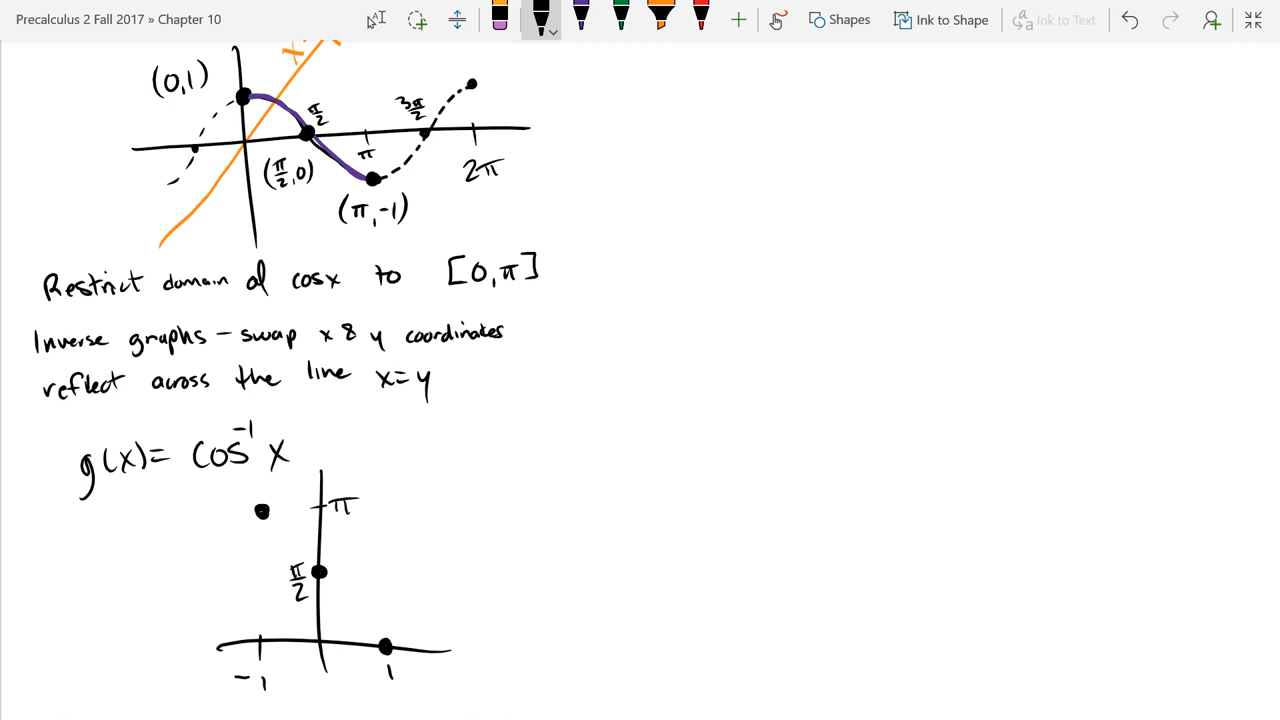 Precalculus 2 Fall 2017 » Chapter 10
Shapes
Ink to Shape
Ink to Text
x
(0,1)
π/2
3π/2
π
(π/2,0)
2π
(π,-1)
Restrict domain of cosx to [0,π]
Inverse graphs - swap x & y coordinates
reflect across the line x=y
g(x)= cos⁻¹ x
π
π/2
-1
1